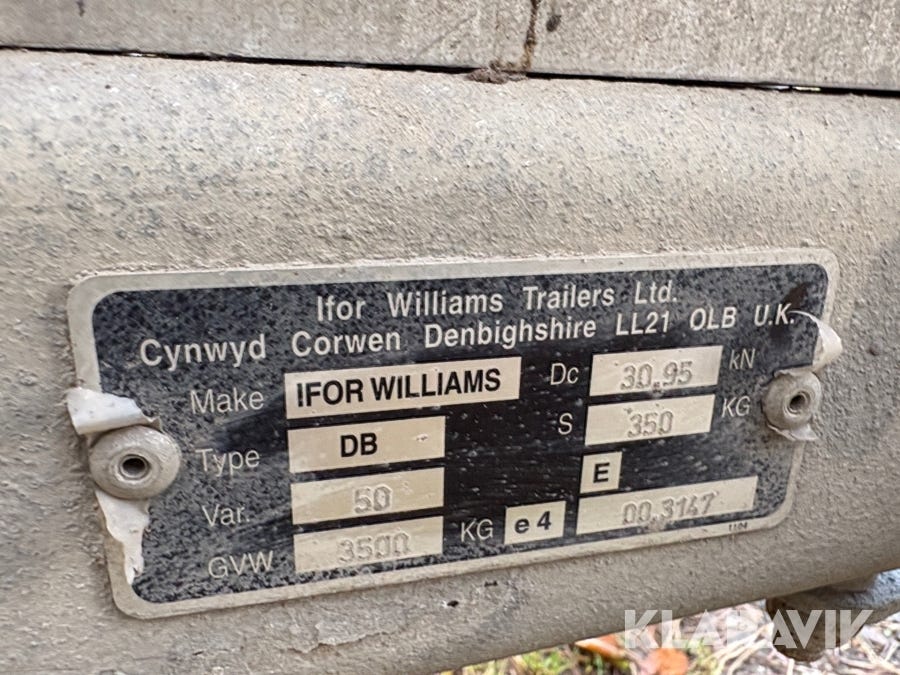 Ifor Williams Trailers Ltd.
Cynwyd Corwen Denbighshire LL21 OLB U.K.
Make IFOR WILLIAMS Dc 30.95 kN
Type DB S 350 KG
Var. 50 E
GVW 3500 KG e4 00.3147
1104
KLARAVIK